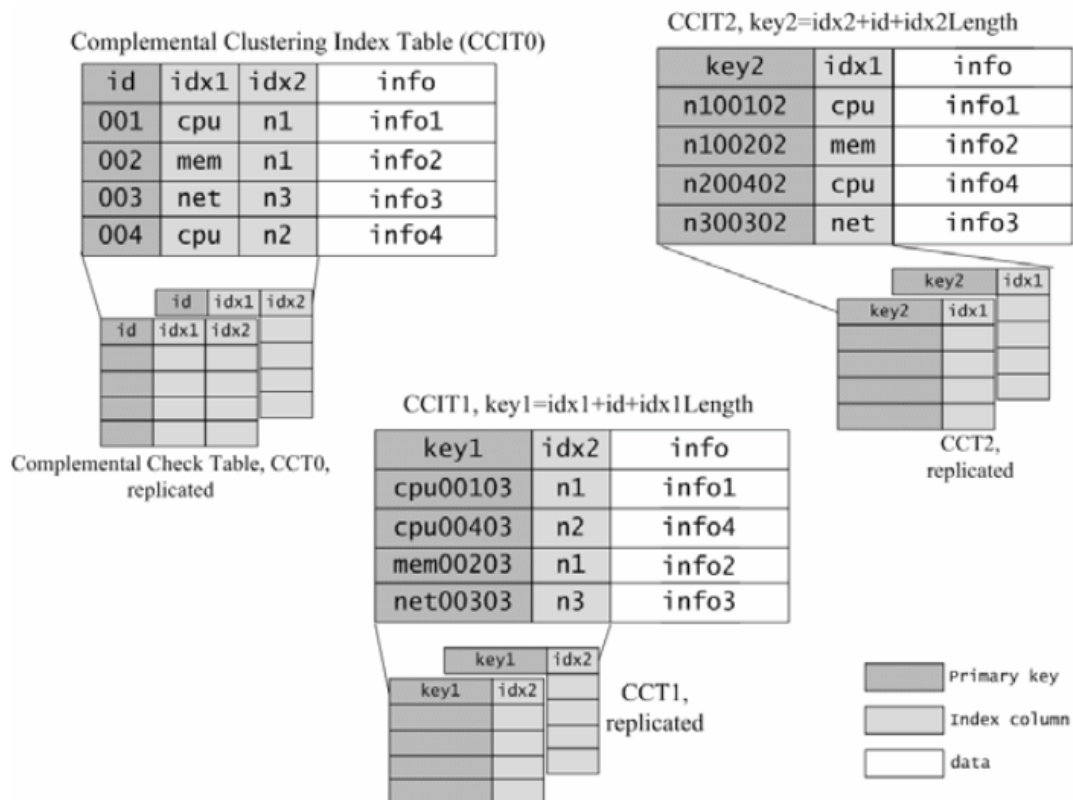 Complemental Clustering Index Table (CCIT0)
id idx1 idx2 info
001 cpu n1 info1
002 mem n1 info2
003 net n3 info3
004 cpu n2 info4
id idx1 idx2
id idx1 idx2
Complemental Check Table, CCT0,
replicated
CCIT2, key2=idx2+id+idx2Length
key2 idx1 info
n100102 cpu info1
n100202 mem info2
n200402 cpu info4
n300302 net info3
key2 idx1
key2 idx1
CCT2,
replicated
CCIT1, key1=idx1+id+idx1Length
key1 idx2 info
cpu00103 n1 info1
cpu00403 n2 info4
mem00203 n1 info2
net00303 n3 info3
key1 idx2
key1 idx2
CCT1,
replicated
Primary key
Index column
data